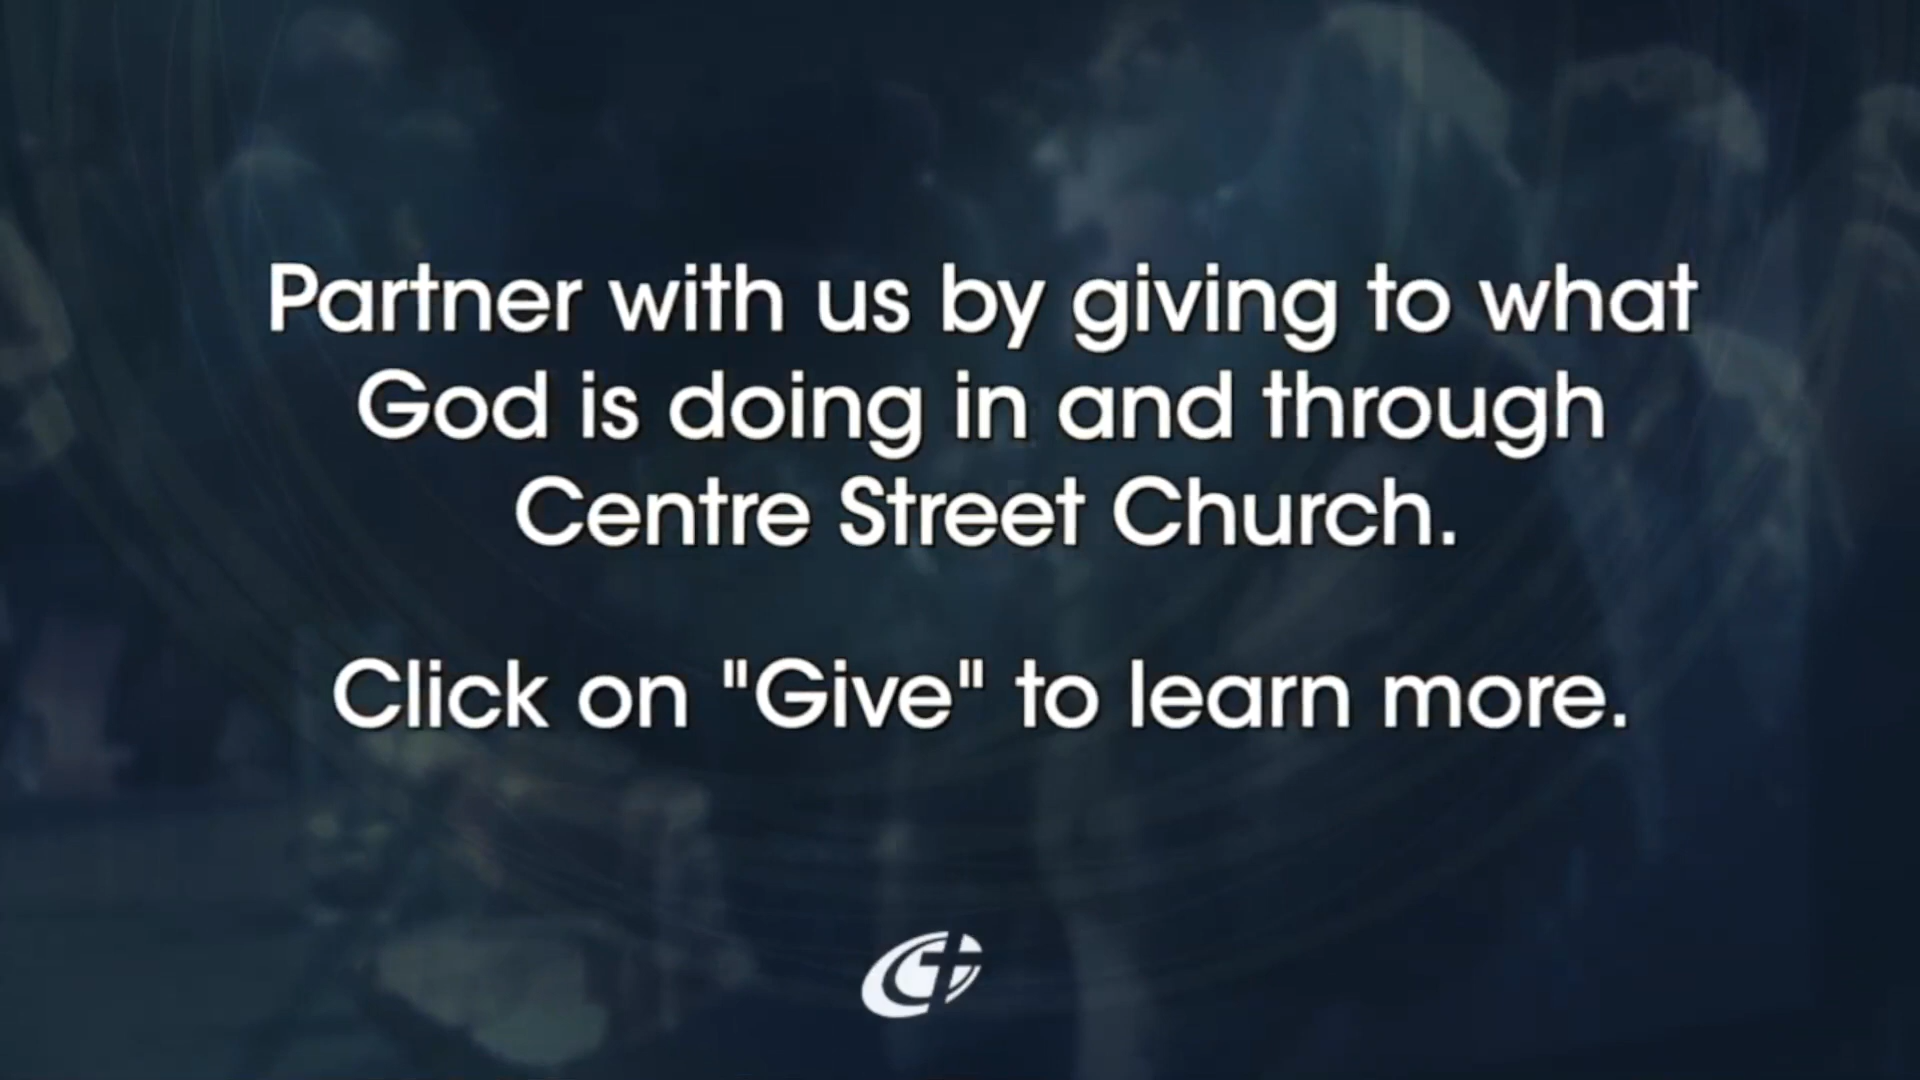 Partner with us by giving to what
God is doing in and through
Centre Street Church.
Click on "Give" to learn more.